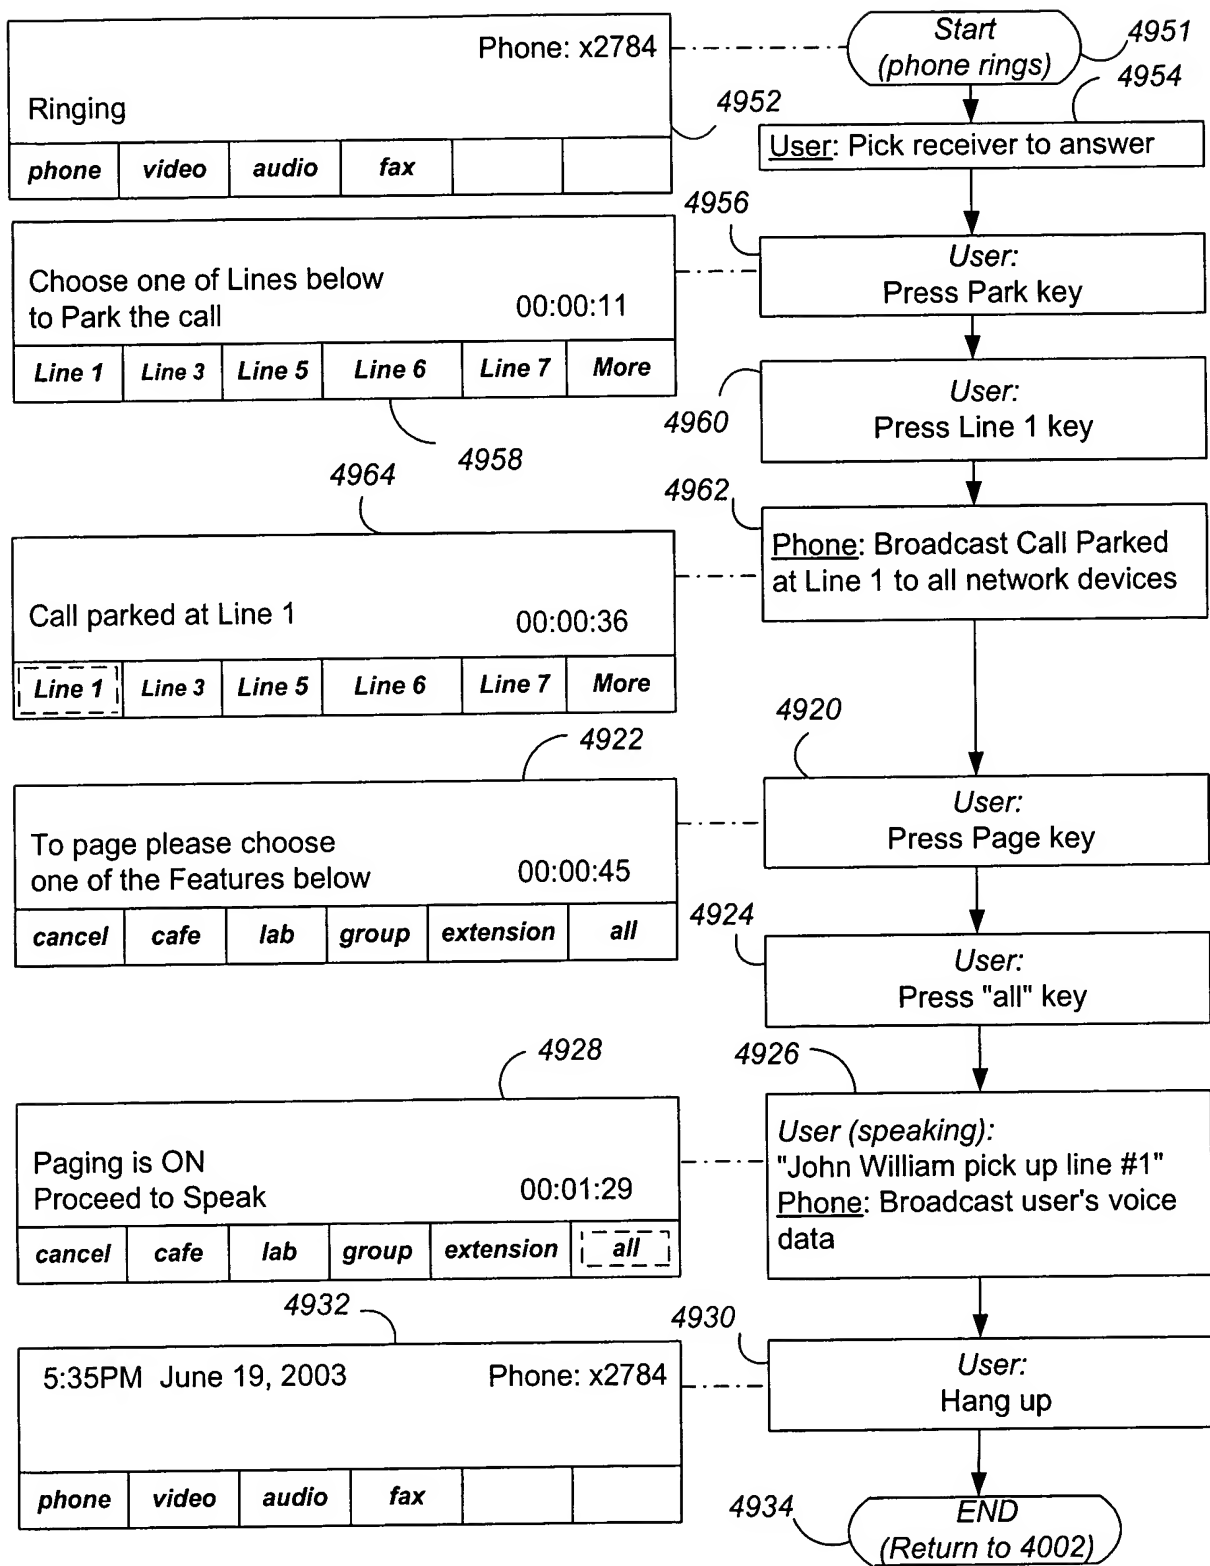 Phone: x2784
Ringing
phone video audio fax
4952
Start
(phone rings)
4951
4954
User: Pick receiver to answer
Choose one of Lines below
to Park the call
00:00:11
Line 1 Line 3 Line 5 Line 6 Line 7 More
4958
4956
User:
Press Park key
4960
User:
Press Line 1 key
4964
Call parked at Line 1
00:00:36
Line 1 Line 3 Line 5 Line 6 Line 7 More
4962
Phone: Broadcast Call Parked
at Line 1 to all network devices
4922
To page please choose
one of the Features below
00:00:45
cancel cafe lab group extension all
4920
User:
Press Page key
4924
User:
Press "all" key
4928
Paging is ON
Proceed to Speak
00:01:29
cancel cafe lab group extension all
4926
User (speaking):
"John William pick up line #1"
Phone: Broadcast user's voice
data
4932
5:35PM June 19, 2003
Phone: x2784
phone video audio fax
4930
User:
Hang up
4934
END
(Return to 4002)